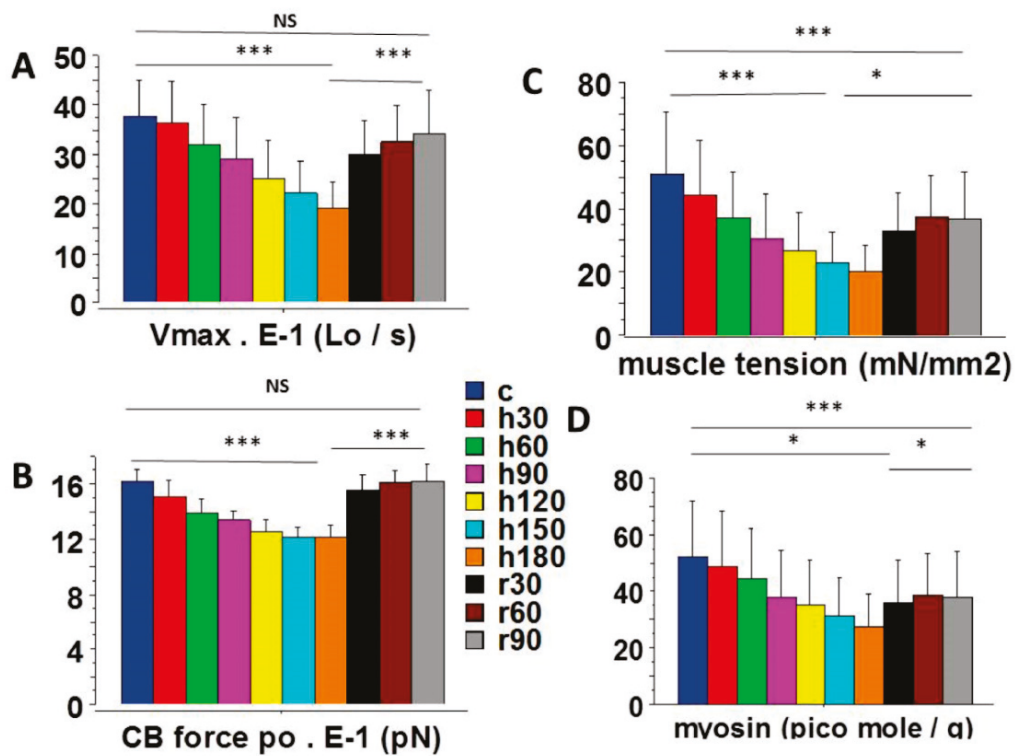 NS
A
***
***
50
40
30
20
10
0
Vmax . E-1 (Lo / s)
C
***
***
*
80
60
40
20
0
muscle tension (mN/mm2)
NS
B
***
***
16
12
8
4
0
CB force po . E-1 (pN)
c
h30
h60
h90
h120
h150
h180
r30
r60
r90
D
***
*
*
80
60
40
20
0
myosin (pico mole / g)